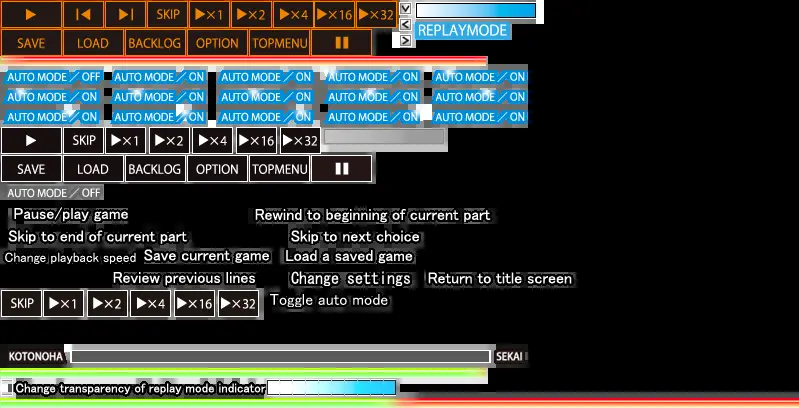 ▶ |◀ ▶| SKIP ▶×1 ▶×2 ▶×4 ▶×16 ▶×32
SAVE LOAD BACKLOG OPTION TOPMENU
REPLAYMODE
AUTO MODE／OFF AUTO MODE／ON AUTO MODE／ON AUTO MODE／ON AUTO MODE／ON
AUTO MODE／ON AUTO MODE／ON AUTO MODE／ON AUTO MODE／ON AUTO MODE／ON
AUTO MODE／ON AUTO MODE／ON AUTO MODE／ON AUTO MODE／ON AUTO MODE／ON
▶ SKIP ▶×1 ▶×2 ▶×4 ▶×16 ▶×32
SAVE LOAD BACKLOG OPTION TOPMENU
AUTO MODE／OFF
Pause/play game Rewind to beginning of current part
Skip to end of current part Skip to next choice
Change playback speed Save current game Load a saved game
Review previous lines Change settings Return to title screen
SKIP ▶×1 ▶×2 ▶×4 ▶×16 ▶×32 Toggle auto mode
KOTONOHA SEKAI
Change transparency of replay mode indicator